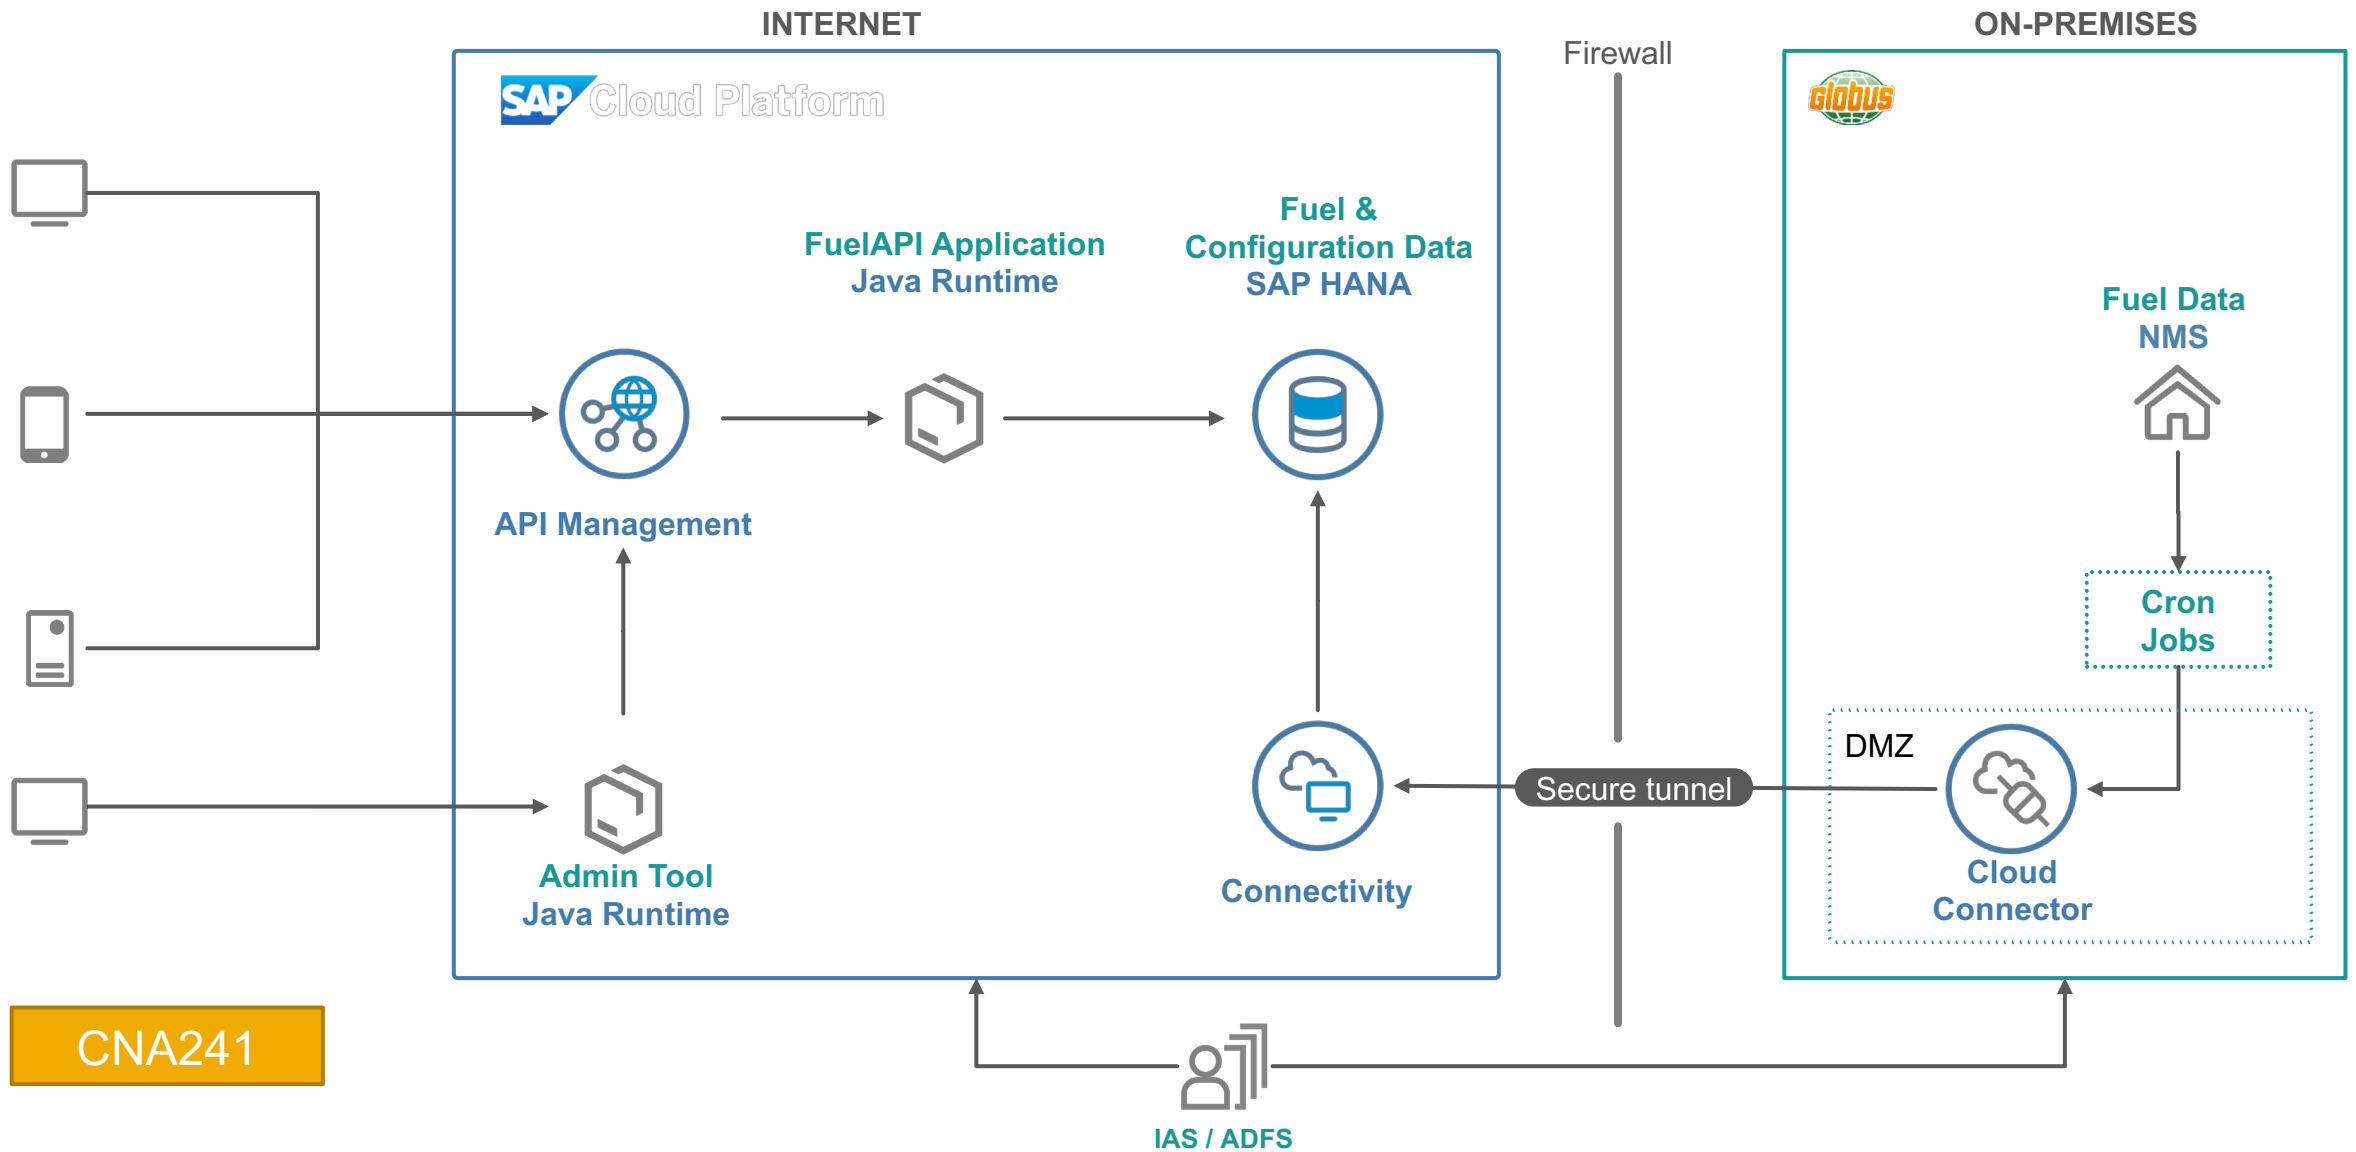 INTERNET
ON-PREMISES
Firewall
SAP Cloud Platform
Globus
Fuel &
Configuration Data
SAP HANA
FuelAPI Application
Java Runtime
Fuel Data
NMS
API Management
Cron
Jobs
DMZ
Secure tunnel
Admin Tool
Java Runtime
Connectivity
Cloud
Connector
CNA241
IAS / ADFS